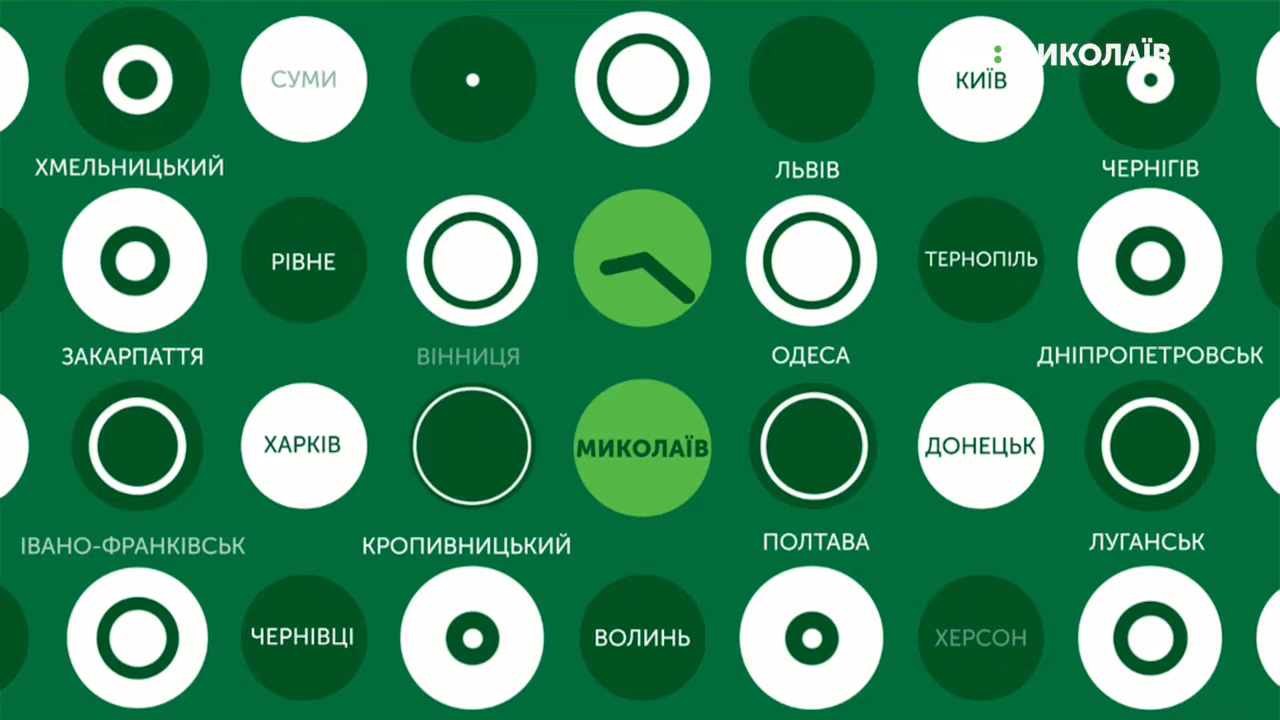 МИКОЛАЇВ
СУМИ
КИЇВ
ХМЕЛЬНИЦЬКИЙ
ЛЬВІВ
ЧЕРНІГІВ
РІВНЕ
ТЕРНОПІЛЬ
ЗАКАРПАТТЯ
ВІННИЦЯ
ОДЕСА
ДНІПРОПЕТРОВСЬК
ХАРКІВ
МИКОЛАЇВ
ДОНЕЦЬК
ІВАНО-ФРАНКІВСЬК
КРОПИВНИЦЬКИЙ
ПОЛТАВА
ЛУГАНСЬК
ЧЕРНІВЦІ
ВОЛИНЬ
ХЕРСОН